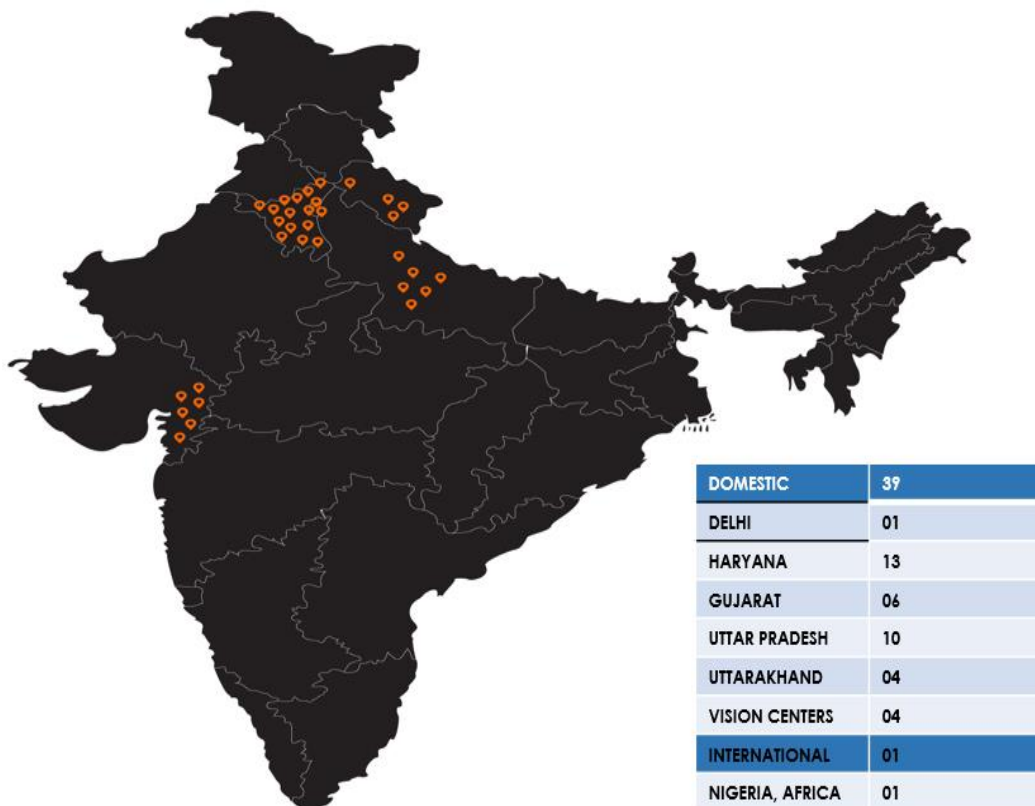 DOMESTIC 39
DELHI 01
HARYANA 13
GUJARAT 06
UTTAR PRADESH 10
UTTARAKHAND 04
VISION CENTERS 04
INTERNATIONAL 01
NIGERIA, AFRICA 01